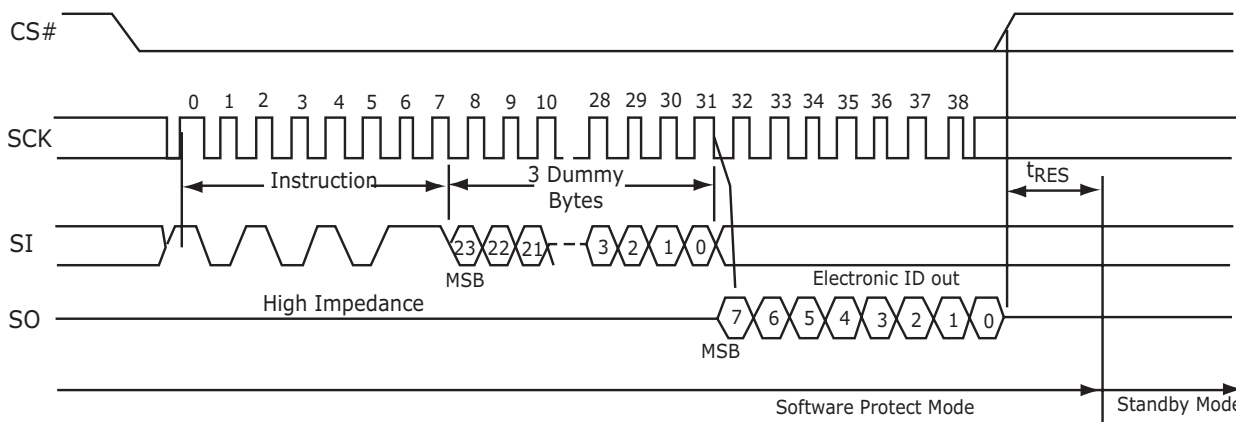 CS#
0 1 2 3 4 5 6 7 8 9 10 28 29 30 31 32 33 34 35 36 37 38
SCK
Instruction
3 Dummy
Bytes
tRES
SI
23 22 21 3 2 1 0
MSB
Electronic ID out
High Impedance
SO
7 6 5 4 3 2 1 0
MSB
Software Protect Mode
Standby Mode